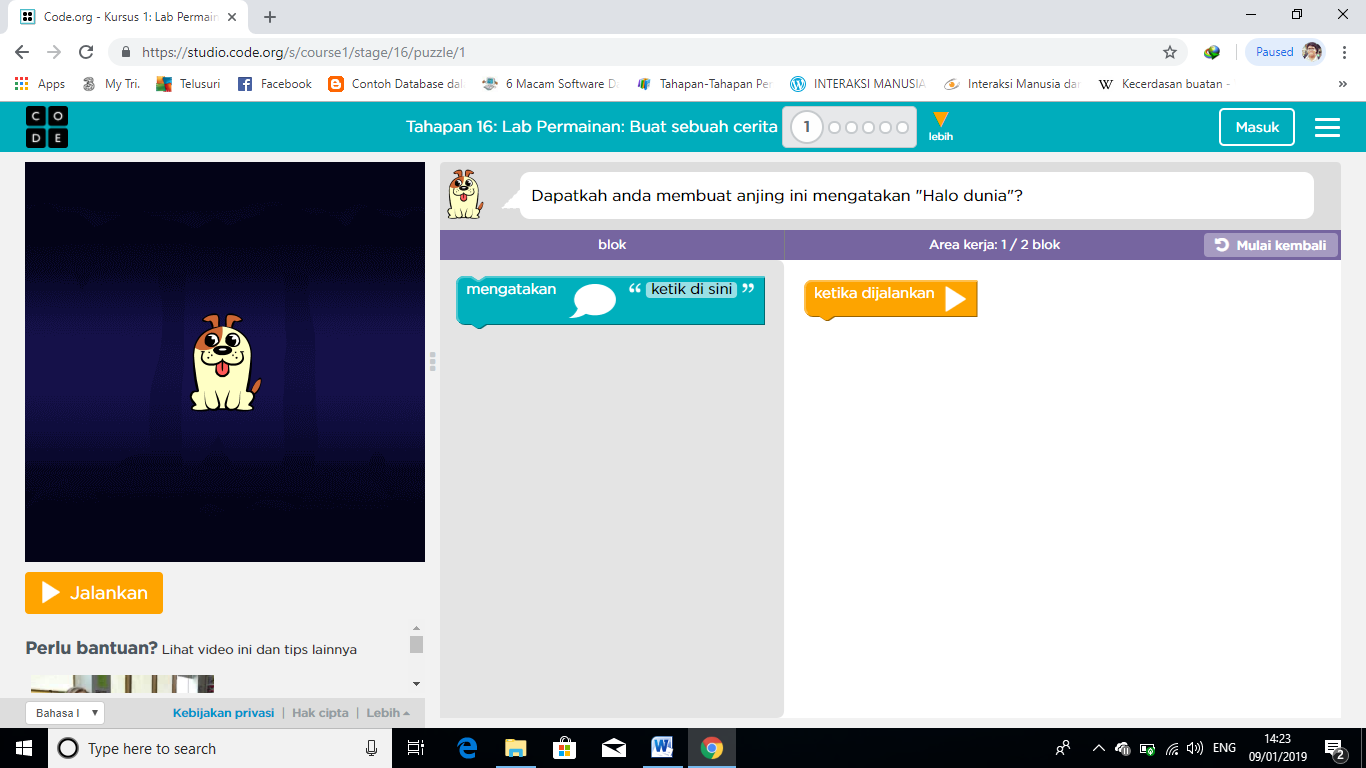 Code.org - Kursus 1: Lab Permain
https://studio.code.org/s/course1/stage/16/puzzle/1
Paused
Apps
My Tri.
Telusuri
Facebook
Contoh Database dal
6 Macam Software Da
Tahapan-Tahapan Per
INTERAKSI MANUSIA
Interaksi Manusia dan
Kecerdasan buatan -
»
C O
D E
Tahapan 16: Lab Permainan: Buat sebuah cerita
1
lebih
Masuk
Dapatkah anda membuat anjing ini mengatakan "Halo dunia"?
blok
Area kerja: 1 / 2 blok
Mulai kembali
mengatakan “ ketik di sini ”
ketika dijalankan
Jalankan
Perlu bantuan? Lihat video ini dan tips lainnya
Bahasa I
Kebijakan privasi | Hak cipta | Lebih
Type here to search
ENG
14:23
09/01/2019
2